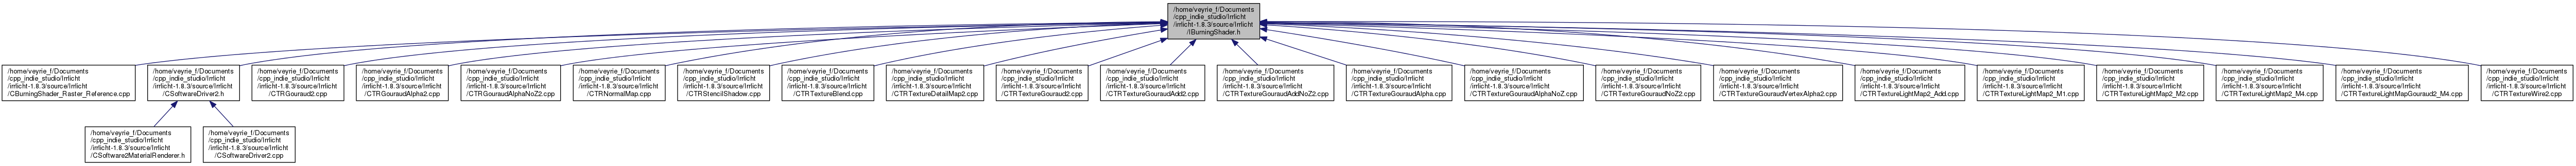 /home/veyrie_f/Documents
/cpp_indie_studio/Irrlicht
/irrlicht-1.8.3/source/Irrlicht
/IBurningShader.h
/home/veyrie_f/Documents
/cpp_indie_studio/Irrlicht
/irrlicht-1.8.3/source/Irrlicht
/CBurningShader_Raster_Reference.cpp
/home/veyrie_f/Documents
/cpp_indie_studio/Irrlicht
/irrlicht-1.8.3/source/Irrlicht
/CSoftwareDriver2.h
/home/veyrie_f/Documents
/cpp_indie_studio/Irrlicht
/irrlicht-1.8.3/source/Irrlicht
/CTRGouraud2.cpp
/home/veyrie_f/Documents
/cpp_indie_studio/Irrlicht
/irrlicht-1.8.3/source/Irrlicht
/CTRGouraudAlpha2.cpp
/home/veyrie_f/Documents
/cpp_indie_studio/Irrlicht
/irrlicht-1.8.3/source/Irrlicht
/CTRGouraudAlphaNoZ2.cpp
/home/veyrie_f/Documents
/cpp_indie_studio/Irrlicht
/irrlicht-1.8.3/source/Irrlicht
/CTRNormalMap.cpp
/home/veyrie_f/Documents
/cpp_indie_studio/Irrlicht
/irrlicht-1.8.3/source/Irrlicht
/CTRStencilShadow.cpp
/home/veyrie_f/Documents
/cpp_indie_studio/Irrlicht
/irrlicht-1.8.3/source/Irrlicht
/CTRTextureBlend.cpp
/home/veyrie_f/Documents
/cpp_indie_studio/Irrlicht
/irrlicht-1.8.3/source/Irrlicht
/CTRTextureDetailMap2.cpp
/home/veyrie_f/Documents
/cpp_indie_studio/Irrlicht
/irrlicht-1.8.3/source/Irrlicht
/CTRTextureGouraud2.cpp
/home/veyrie_f/Documents
/cpp_indie_studio/Irrlicht
/irrlicht-1.8.3/source/Irrlicht
/CTRTextureGouraudAdd2.cpp
/home/veyrie_f/Documents
/cpp_indie_studio/Irrlicht
/irrlicht-1.8.3/source/Irrlicht
/CTRTextureGouraudAddNoZ2.cpp
/home/veyrie_f/Documents
/cpp_indie_studio/Irrlicht
/irrlicht-1.8.3/source/Irrlicht
/CTRTextureGouraudAlpha.cpp
/home/veyrie_f/Documents
/cpp_indie_studio/Irrlicht
/irrlicht-1.8.3/source/Irrlicht
/CTRTextureGouraudAlphaNoZ.cpp
/home/veyrie_f/Documents
/cpp_indie_studio/Irrlicht
/irrlicht-1.8.3/source/Irrlicht
/CTRTextureGouraudNoZ2.cpp
/home/veyrie_f/Documents
/cpp_indie_studio/Irrlicht
/irrlicht-1.8.3/source/Irrlicht
/CTRTextureGouraudVertexAlpha2.cpp
/home/veyrie_f/Documents
/cpp_indie_studio/Irrlicht
/irrlicht-1.8.3/source/Irrlicht
/CTRTextureLightMap2_Add.cpp
/home/veyrie_f/Documents
/cpp_indie_studio/Irrlicht
/irrlicht-1.8.3/source/Irrlicht
/CTRTextureLightMap2_M1.cpp
/home/veyrie_f/Documents
/cpp_indie_studio/Irrlicht
/irrlicht-1.8.3/source/Irrlicht
/CTRTextureLightMap2_M2.cpp
/home/veyrie_f/Documents
/cpp_indie_studio/Irrlicht
/irrlicht-1.8.3/source/Irrlicht
/CTRTextureLightMap2_M4.cpp
/home/veyrie_f/Documents
/cpp_indie_studio/Irrlicht
/irrlicht-1.8.3/source/Irrlicht
/CTRTextureLightMapGouraud2_M4.cpp
/home/veyrie_f/Documents
/cpp_indie_studio/Irrlicht
/irrlicht-1.8.3/source/Irrlicht
/CTRTextureWire2.cpp
/home/veyrie_f/Documents
/cpp_indie_studio/Irrlicht
/irrlicht-1.8.3/source/Irrlicht
/CSoftware2MaterialRenderer.h
/home/veyrie_f/Documents
/cpp_indie_studio/Irrlicht
/irrlicht-1.8.3/source/Irrlicht
/CSoftwareDriver2.cpp